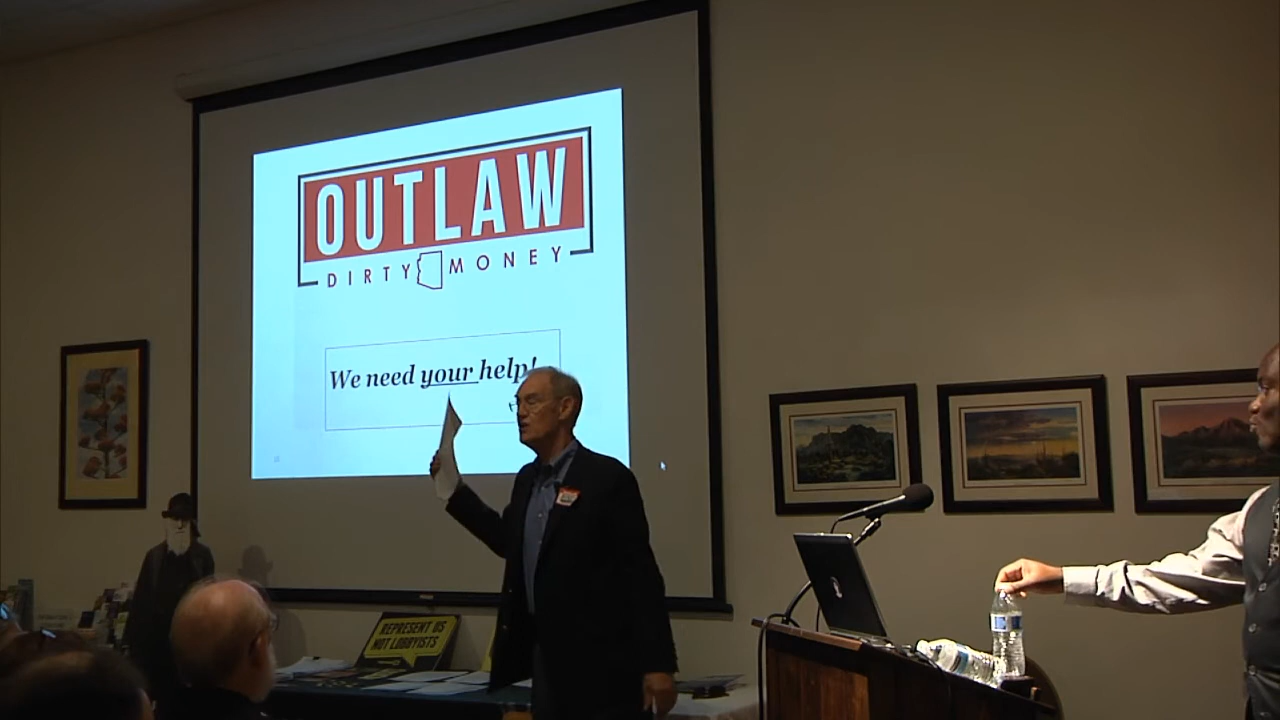 OUTLAW
DIRTY MONEY
We need your help!
REPRESENT US
NOT LOBBYISTS